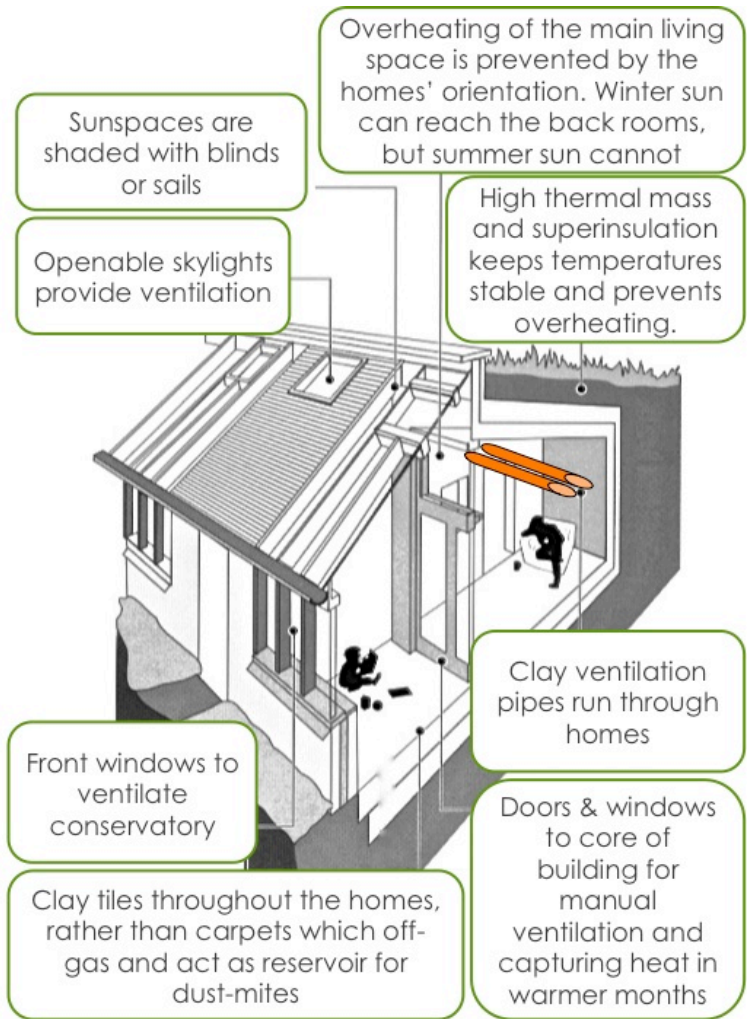 Overheating of the main living
space is prevented by the
homes’ orientation. Winter sun
can reach the back rooms,
but summer sun cannot
Sunspaces are
shaded with blinds
or sails
High thermal mass
and superinsulation
keeps temperatures
stable and prevents
overheating.
Openable skylights
provide ventilation
Clay ventilation
pipes run through
homes
Front windows to
ventilate
conservatory
Doors & windows
to core of
building for
manual
ventilation and
capturing heat in
warmer months
Clay tiles throughout the homes,
rather than carpets which off-
gas and act as reservoir for
dust-mites